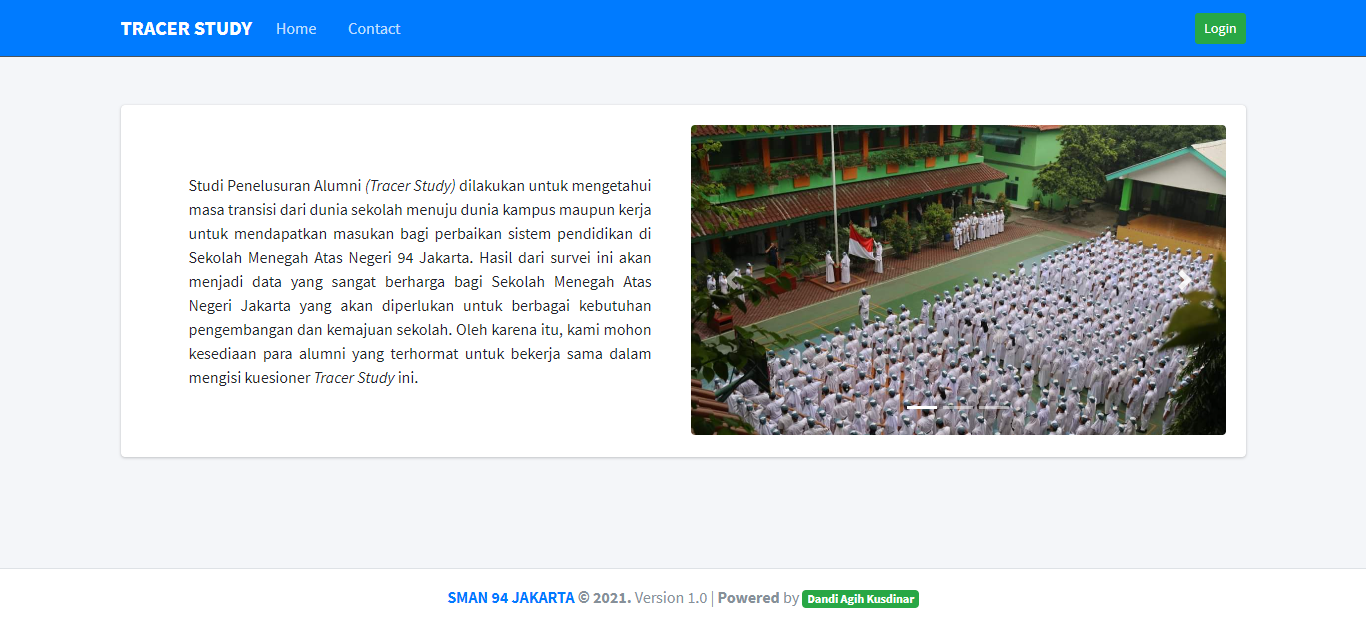 TRACER STUDY Home Contact Login
Studi Penelusuran Alumni (Tracer Study) dilakukan untuk mengetahui
masa transisi dari dunia sekolah menuju dunia kampus maupun kerja
untuk mendapatkan masukan bagi perbaikan sistem pendidikan di
Sekolah Menegah Atas Negeri 94 Jakarta. Hasil dari survei ini akan
menjadi data yang sangat berharga bagi Sekolah Menegah Atas
Negeri Jakarta yang akan diperlukan untuk berbagai kebutuhan
pengembangan dan kemajuan sekolah. Oleh karena itu, kami mohon
kesediaan para alumni yang terhormat untuk bekerja sama dalam
mengisi kuesioner Tracer Study ini.
SMAN 94 JAKARTA © 2021. Version 1.0 | Powered by Dandi Agih Kusdinar